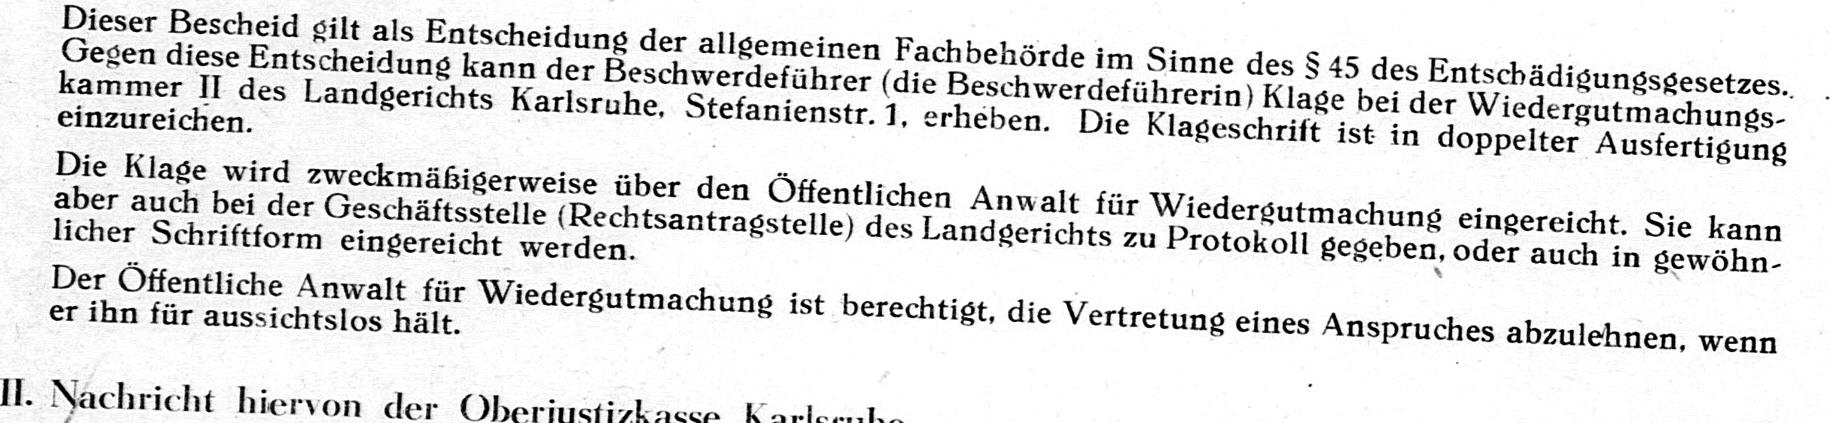 Dieser Bescheid gilt als Entscheidung der allgemeinen Fachbehörde im Sinne des § 45 des Entschädigungsgesetzes.
Gegen diese Entscheidung kann der Beschwerdeführer (die Beschwerdeführerin) Klage bei der Wiedergutmachungs-
kammer II des Landgerichts Karlsruhe, Stefanienstr. 1, erheben. Die Klageschrift ist in doppelter Ausfertigung
einzureichen.
Die Klage wird zweckmäßigerweise über den Öffentlichen Anwalt für Wiedergutmachung eingereicht. Sie kann
aber auch bei der Geschäftsstelle (Rechtsantragstelle) des Landgerichts zu Protokoll gegeben, oder auch in gewöhn-
licher Schriftform eingereicht werden.
Der Öffentliche Anwalt für Wiedergutmachung ist berechtigt, die Vertretung eines Anspruches abzulehnen, wenn
er ihn für aussichtslos hält.
II. Nachricht hiervon der Oberjustizkasse Karlsruhe